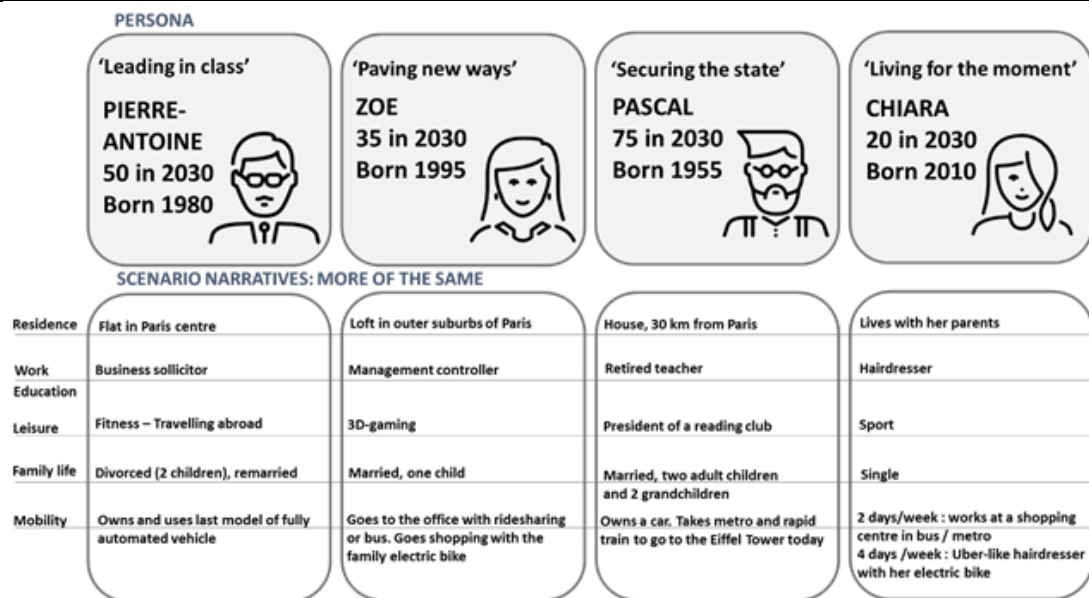 PERSONA
‘Leading in class’
PIERRE-
ANTOINE
50 in 2030
Born 1980
‘Paving new ways’
ZOE
35 in 2030
Born 1995
‘Securing the state’
PASCAL
75 in 2030
Born 1955
‘Living for the moment’
CHIARA
20 in 2030
Born 2010
SCENARIO NARRATIVES: MORE OF THE SAME
Residence
Flat in Paris centre
Loft in outer suburbs of Paris
House, 30 km from Paris
Lives with her parents
Work
Education
Business sollicitor
Management controller
Retired teacher
Hairdresser
Leisure
Fitness – Travelling abroad
3D-gaming
President of a reading club
Sport
Family life
Divorced (2 children), remarried
Married, one child
Married, two adult children
and 2 grandchildren
Single
Mobility
Owns and uses last model of fully
automated vehicle
Goes to the office with ridesharing
or bus. Goes shopping with the
family electric bike
Owns a car. Takes metro and rapid
train to go to the Eiffel Tower today
2 days/week : works at a shopping
centre in bus / metro
4 days /week : Uber-like hairdresser
with her electric bike